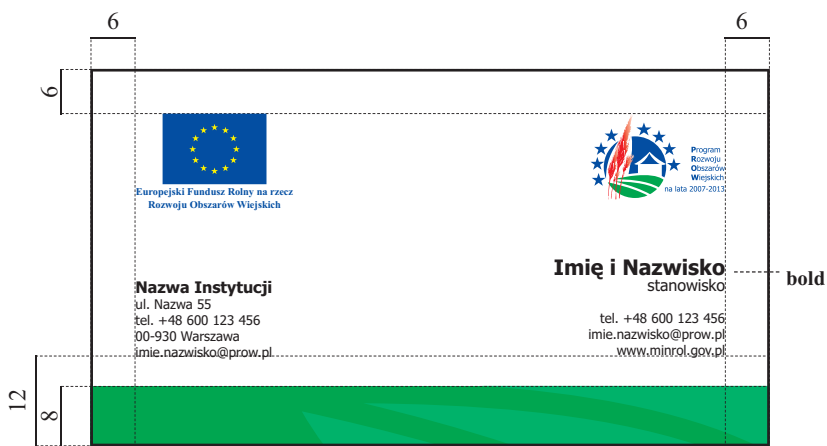 6
6
6
Europejski Fundusz Rolny na rzecz
Rozwoju Obszarów Wiejskich
Program
Rozwoju
Obszarów
Wiejskich
na lata 2007-2013
Imię i Nazwisko
stanowisko
bold
tel. +48 600 123 456
imie.nazwisko@prow.pl
www.minrol.gov.pl
Nazwa Instytucji
ul. Nazwa 55
tel. +48 600 123 456
00-930 Warszawa
imie.nazwisko@prow.pl
12
8